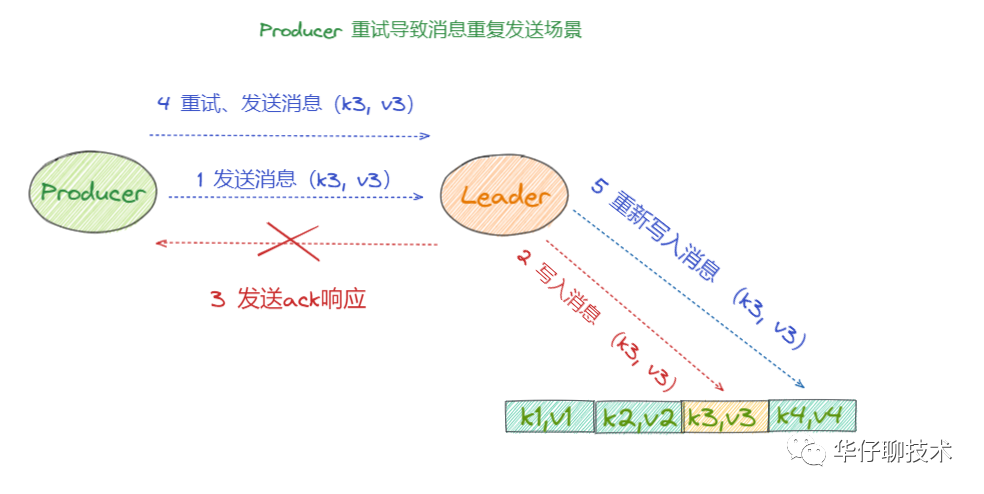 Producer 重试导致消息重复发送场景
4 重试、发送消息（k3, v3）
1 发送消息（k3, v3）
Producer
Leader
3 发送ack响应
5 重新写入消息（k3, v3）
2 写入消息（k3, v3）
k1,v1
k2,v2
k3,v3
k4,v4
华仔聊技术